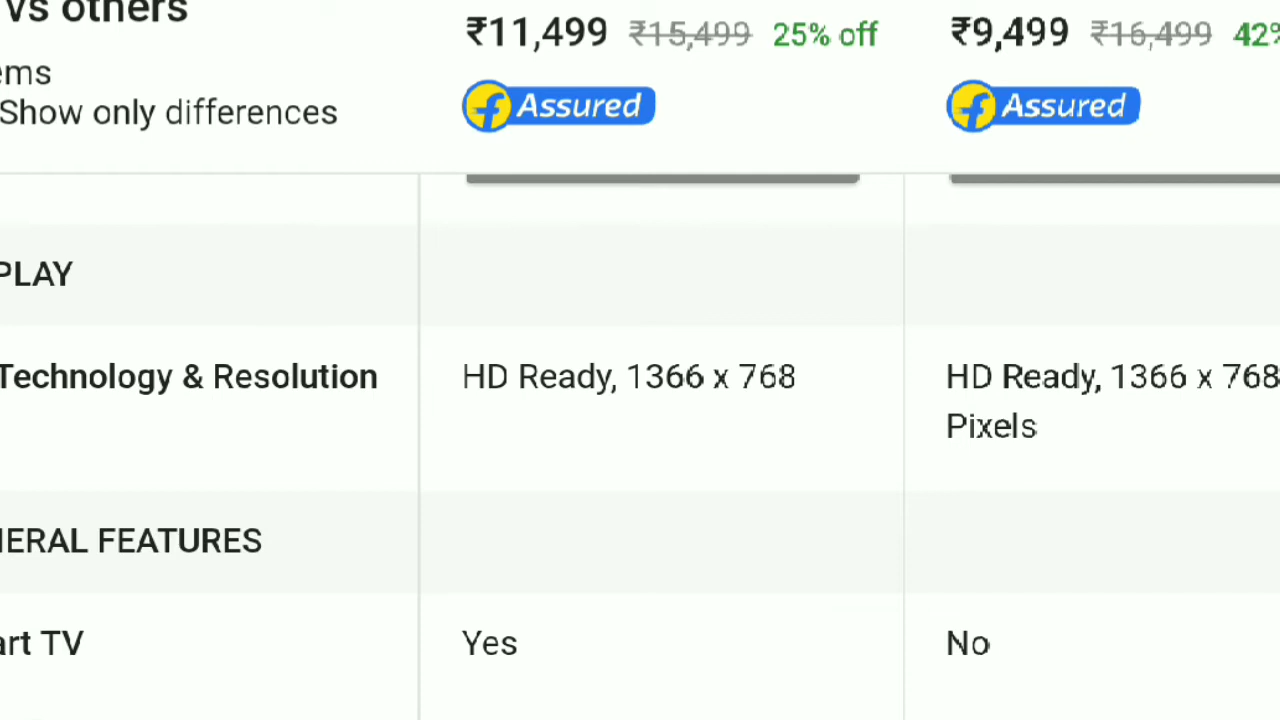 vs others
₹11,499 ₹15,499 25% off
₹9,499 ₹16,499 42%
ems
Show only differences
Assured
Assured
PLAY
Technology & Resolution
HD Ready, 1366 x 768
HD Ready, 1366 x 768
Pixels
NERAL FEATURES
art TV
Yes
No